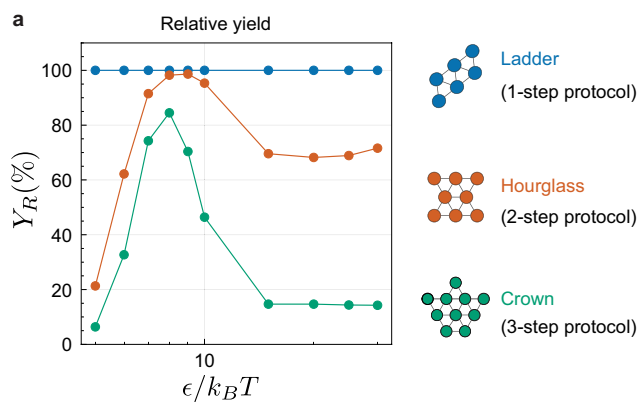 a
Relative yield
Y_R(%)
100
80
60
40
20
0
10
ϵ/k_BT
Ladder
(1-step protocol)
Hourglass
(2-step protocol)
Crown
(3-step protocol)